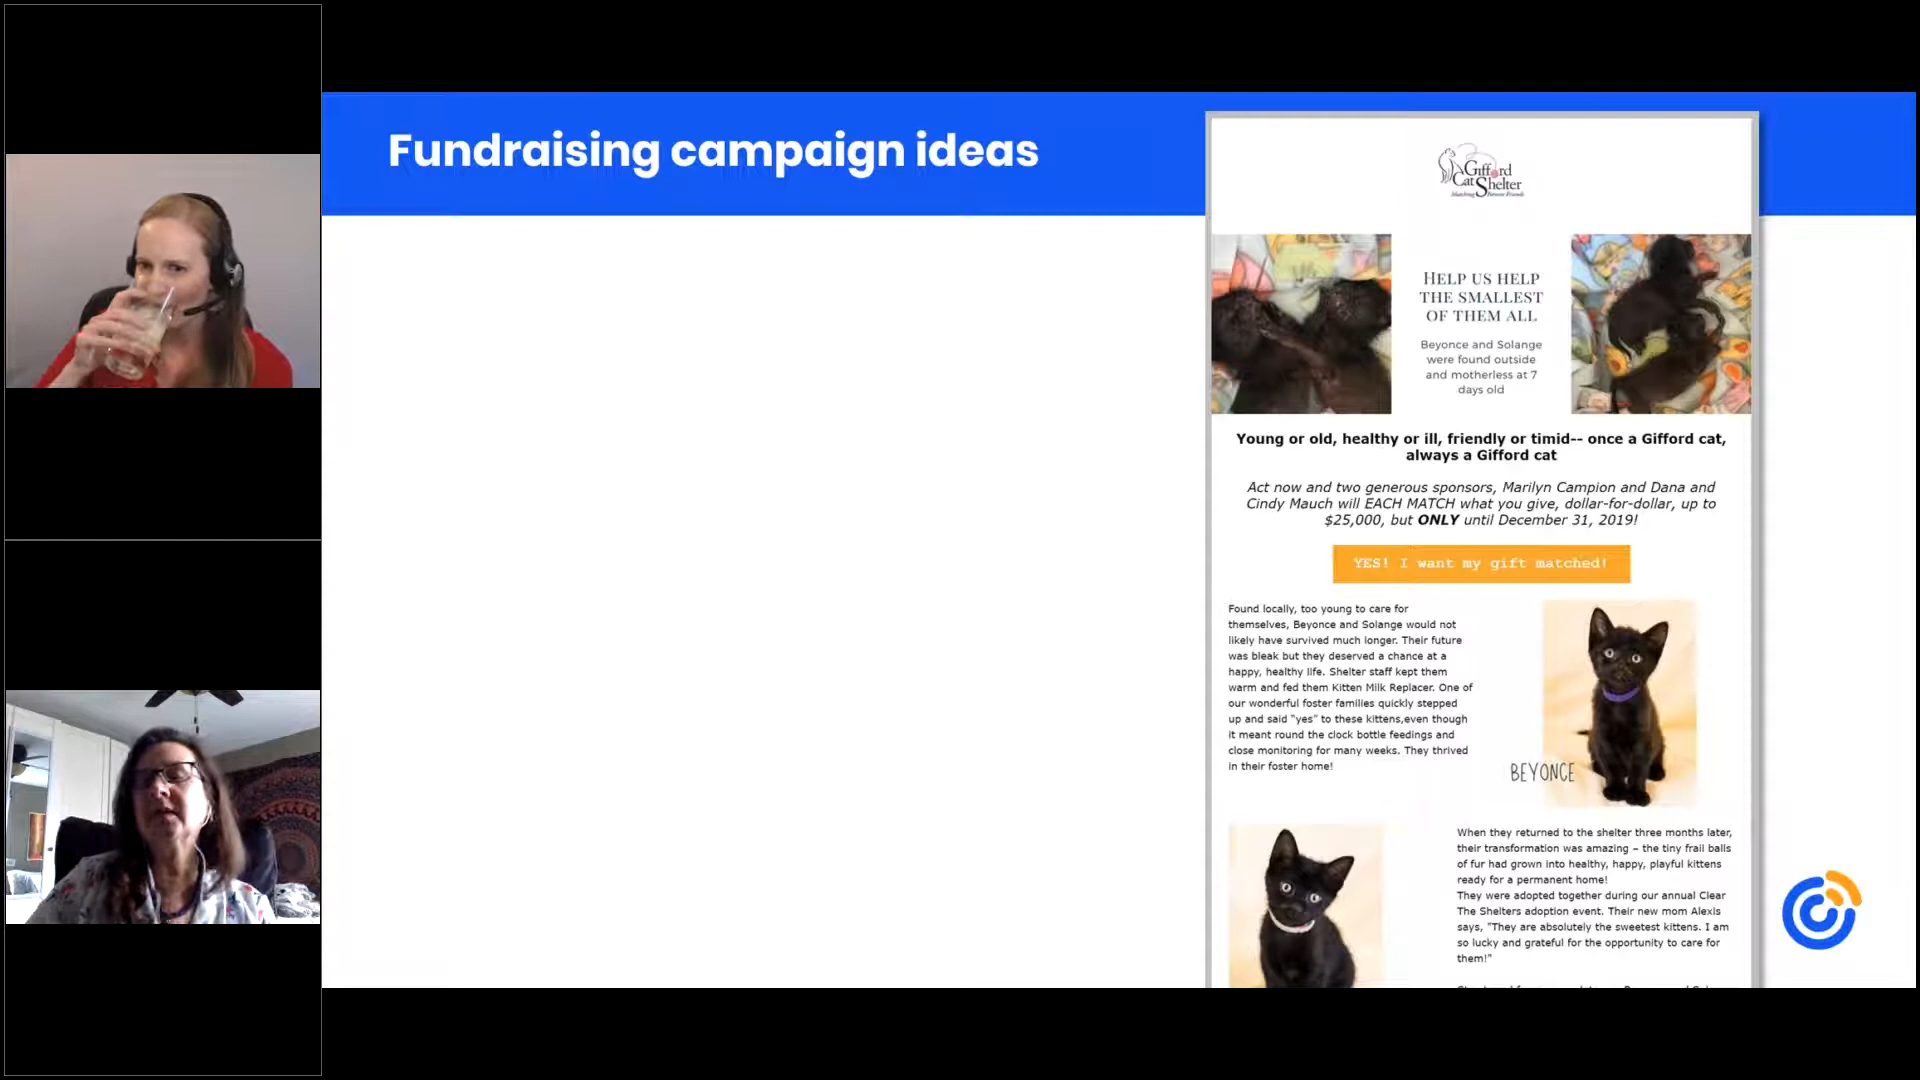 Fundraising campaign ideas
Gifford
Cat Shelter
HELP US HELP
THE SMALLEST
OF THEM ALL
Beyonce and Solange
were found outside
and motherless at 7
days old
Young or old, healthy or ill, friendly or timid-- once a Gifford cat,
always a Gifford cat
Act now and two generous sponsors, Marilyn Campion and Dana and
Cindy Mauch will EACH MATCH what you give, dollar-for-dollar, up to
$25,000, but ONLY until December 31, 2019!
YES! I want my gift matched!
Found locally, too young to care for
themselves, Beyonce and Solange would not
likely have survived much longer. Their future
was bleak but they deserved a chance at a
happy, healthy life. Shelter staff kept them
warm and fed them Kitten Milk Replacer. One of
our wonderful foster families quickly stepped
up and said "yes" to these kittens,even though
it meant round the clock bottle feedings and
close monitoring for many weeks. They thrived
in their foster home!
BEYONCE
When they returned to the shelter three months later,
their transformation was amazing – the tiny frail balls
of fur had grown into healthy, happy, playful kittens
ready for a permanent home!
They were adopted together during our annual Clear
The Shelters adoption event. Their new mom Alexis
says, "They are absolutely the sweetest kittens. I am
so lucky and grateful for the opportunity to care for
them!"